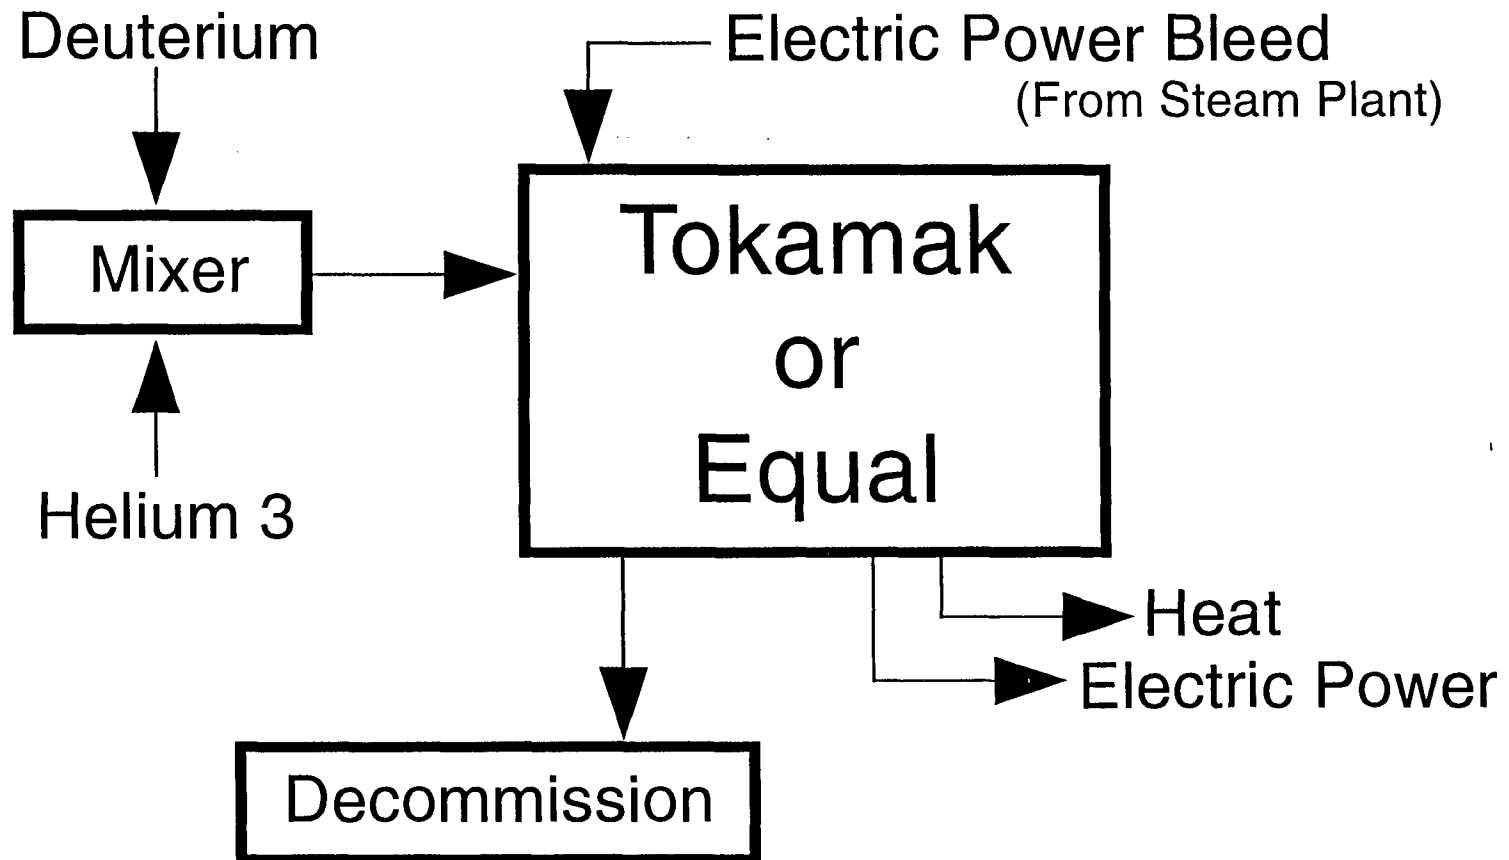 Deuterium
Electric Power Bleed
(From Steam Plant)
Mixer
Tokamak
or
Equal
Helium 3
Heat
Electric Power
Decommission